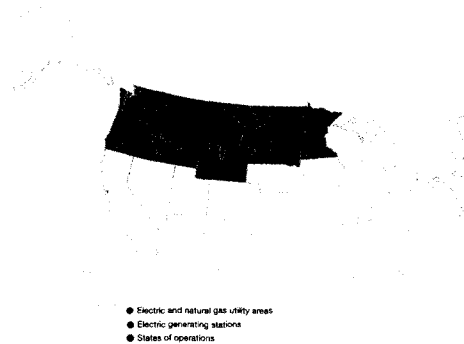 ● Electric and natural gas utility areas
● Electric generating stations
● States of operations